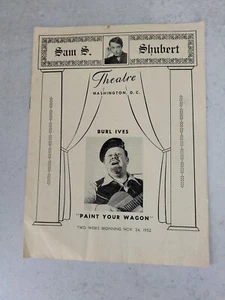 Sam S. Shubert
Theatre
WASHINGTON, D. C.
BURL IVES
"PAINT YOUR WAGON"
TWO WEEKS BEGINNING NOV. 24, 1952